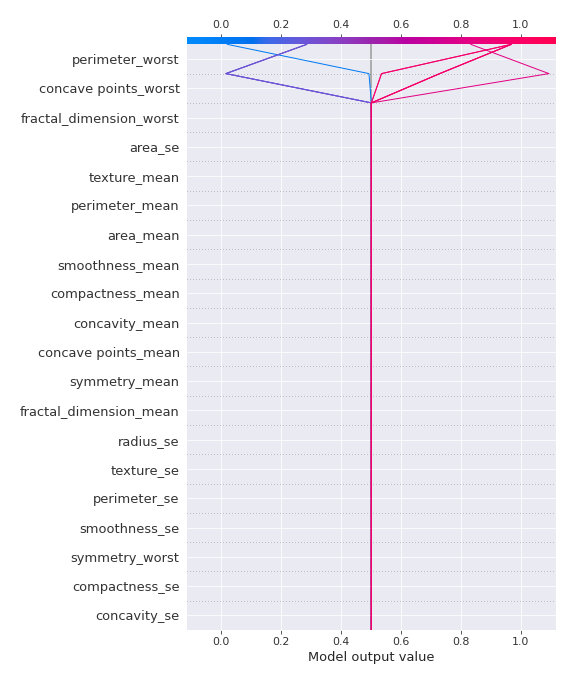 0.0 0.2 0.4 0.6 0.8 1.0
perimeter_worst
concave points_worst
fractal_dimension_worst
area_se
texture_mean
perimeter_mean
area_mean
smoothness_mean
compactness_mean
concavity_mean
concave points_mean
symmetry_mean
fractal_dimension_mean
radius_se
texture_se
perimeter_se
smoothness_se
symmetry_worst
compactness_se
concavity_se
0.0 0.2 0.4 0.6 0.8 1.0
Model output value